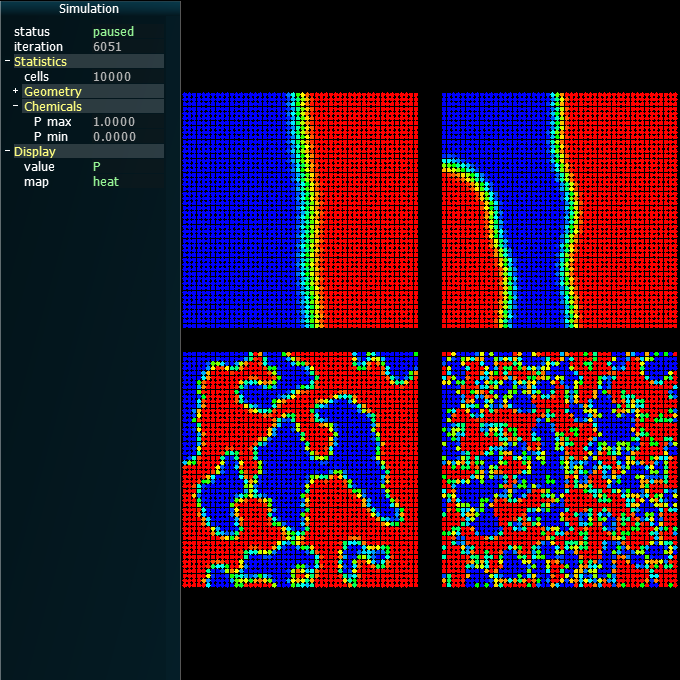 Simulation
status paused
iteration 6051
- Statistics
cells 10000
+ Geometry
- Chemicals
P max 1.0000
P min 0.0000
- Display
value P
map heat